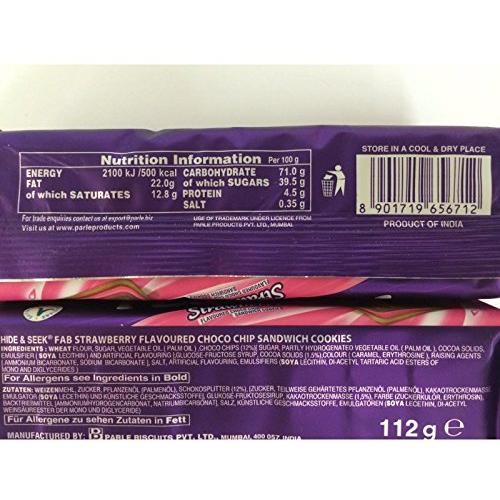 Nutrition Information Per 100 g
ENERGY 2100 kJ /500 kcal CARBOHYDRATE 71.0 g
FAT 22.0g of which SUGARS 39.5 g
of which SATURATES 12.8 g PROTEIN 4.5 g
SALT 0.35 g
For trade enquiries contact us at export@parle.biz
Visit us at www.parleproducts.com
USE OF TRADEMARK UNDER LICENCE FROM
PARLE PRODUCTS PVT. LTD., MUMBAI
STORE IN A COOL & DRY PLACE
8 901719 656712
PRODUCT OF INDIA
HIDE & SEEK® FAB STRAWBERRY FLAVOURED CHOCO CHIP SANDWICH COOKIES
INGREDIENTS: WHEAT FLOUR, SUGAR, VEGETABLE OIL ( PALM OIL ), CHOCO CHIPS (12%)( SUGAR, PARTLY HYDROGENATED VEGETABLE OIL ( PALM OIL ), COCOA SOLIDS,
EMULSIFIER ( SOYA LECITHIN ) AND ARTIFICIAL FLAVOURING ),GLUCOSE-FRUCTOSE SYRUP, COCOA SOLIDS (1.5%),COLOUR ( CARAMEL, ERYTHROSINE ), RAISING AGENTS
( AMMONIUM BICARBONATE, SODIUM BICARBONATE), SALT, ARTIFICIAL FLAVOURING, EMULSIFIERS (SOYA LECITHIN, DI-ACETYL TARTARIC ACID ESTERS OF
MONO AND DIGLYCERIDES )
For Allergens see Ingredients in Bold
ZUTATEN: WEIZENMEHL, ZUCKER, PFLANZENÖL (PALMENÖL), SCHOKOSPLITTER (12%), (ZUCKER, TEILWEISE GEHÄRTETES PFLANZENÖL (PALMENÖL), KAKAOTROCKENMASSE
EMULGATOR (SOYA LECETHIN) UND KÜNSTLICHE GESCHMACKSSTOFFE), GLUKOSE-FRUKTOSESIRUP, KAKAOTROCKENMASSE (1,5%), FARBE (ZUCKERKULÖR, ERYTHROSIN),
BACKTRIEBMITTEL (AMMONIUMHYDROGENCARBONAT, NATRIUMBICARBONAT), SALZ, KÜNSTLICHE GESCHMACKSSTOFFE, EMULGATOREN (SOYA LECETHIN, DI-ACETYL
WEINSÄUREESTER DER MONO UND DIGLYCERIDE)
Für Allergene zu sehen Zutaten in Fett
112 g ℮
MANUFACTURED BY: PARLE BISCUITS PVT. LTD., MUMBAI, 400 057, INDIA